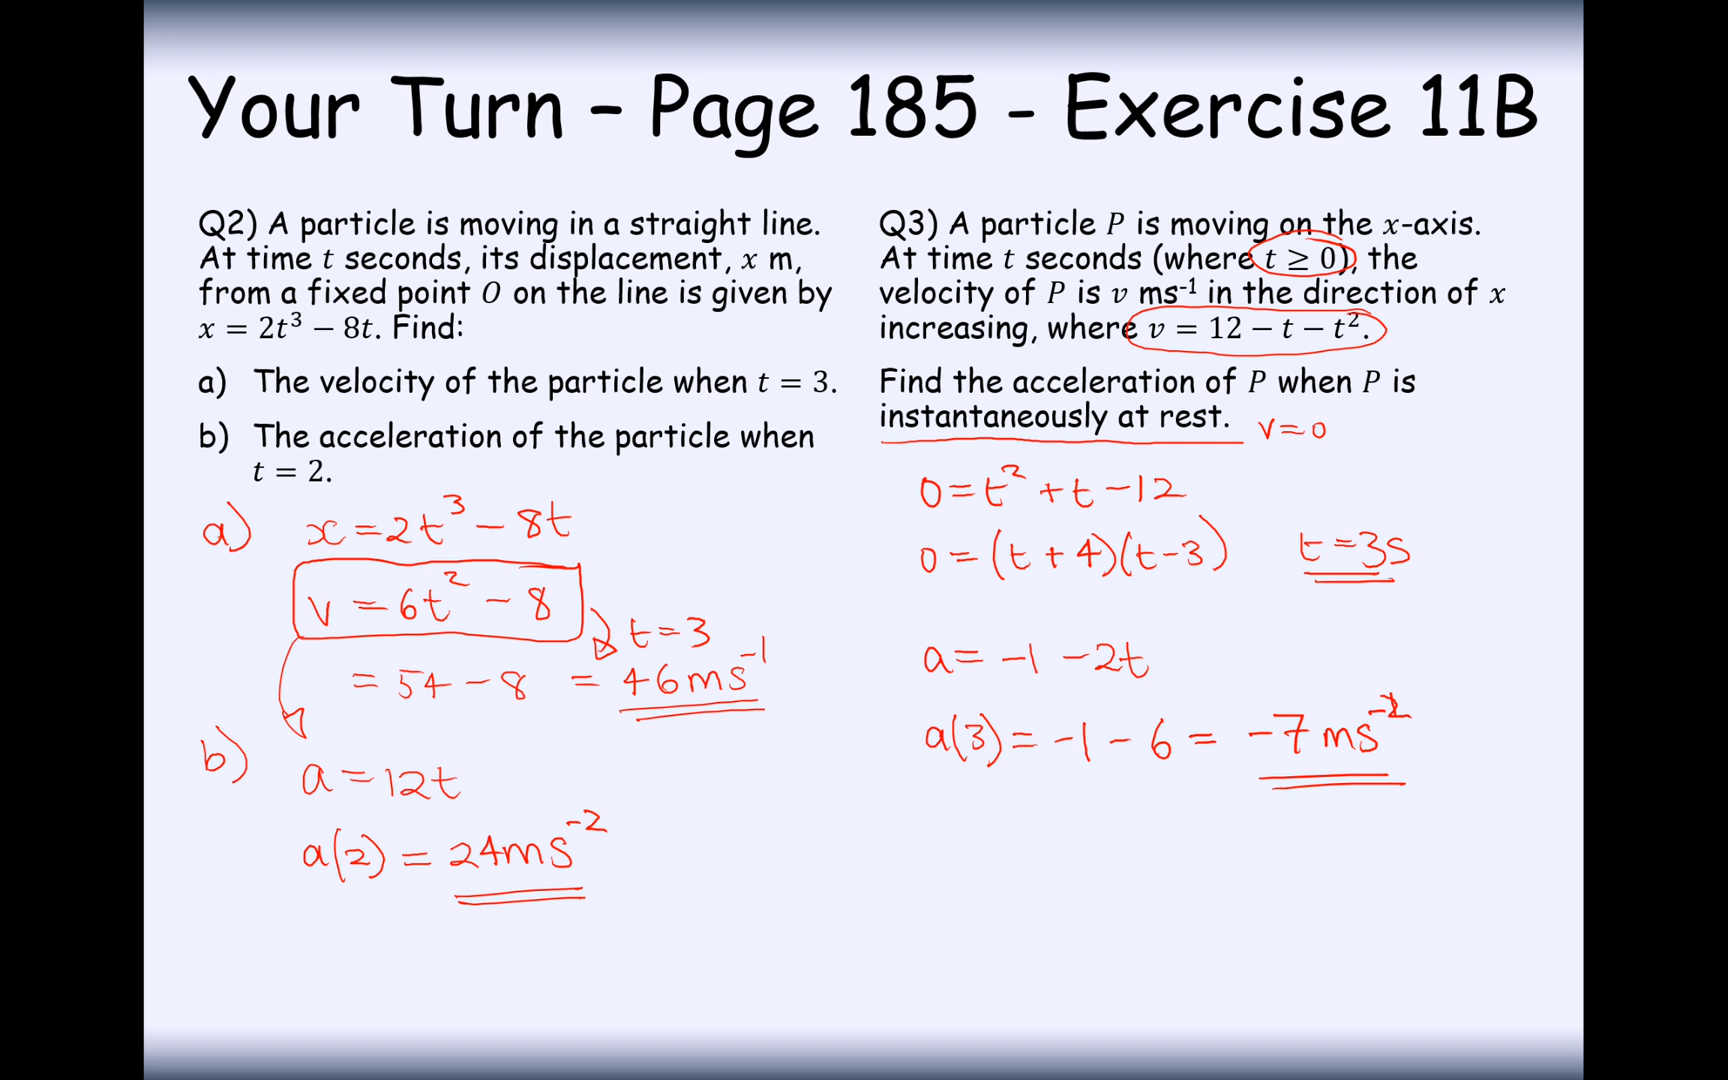 Your Turn – Page 185 - Exercise 11B
Q2) A particle is moving in a straight line.
At time t seconds, its displacement, x m,
from a fixed point O on the line is given by
x = 2t³ − 8t. Find:
a) The velocity of the particle when t = 3.
b) The acceleration of the particle when
t = 2.
a) x = 2t³ − 8t
v = 6t² − 8
t = 3
= 54 − 8 = 46ms⁻¹
b)
a = 12t
a(2) = 24ms⁻²
Q3) A particle P is moving on the x-axis.
At time t seconds (where t ≥ 0), the
velocity of P is v ms⁻¹ in the direction of x
increasing, where v = 12 − t − t².
Find the acceleration of P when P is
instantaneously at rest. v = 0
0 = t² + t − 12
0 = (t + 4)(t − 3) t = 3s
a = −1 − 2t
a(3) = −1 − 6 = −7ms⁻²